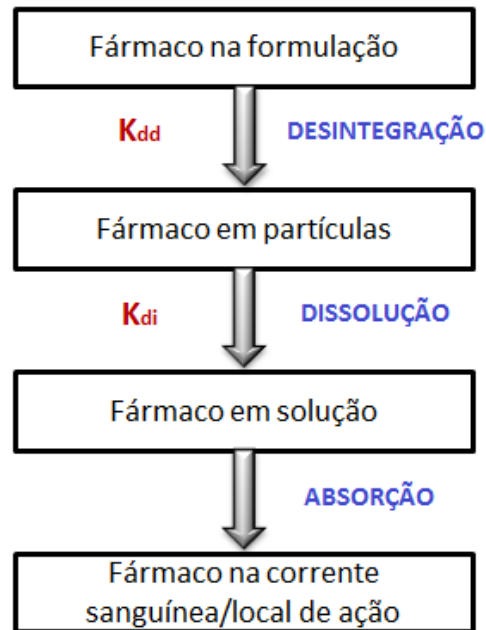 Fármaco na formulação
Kdd DESINTEGRAÇÃO
Fármaco em partículas
Kdi DISSOLUÇÃO
Fármaco em solução
ABSORÇÃO
Fármaco na corrente
sanguínea/local de ação